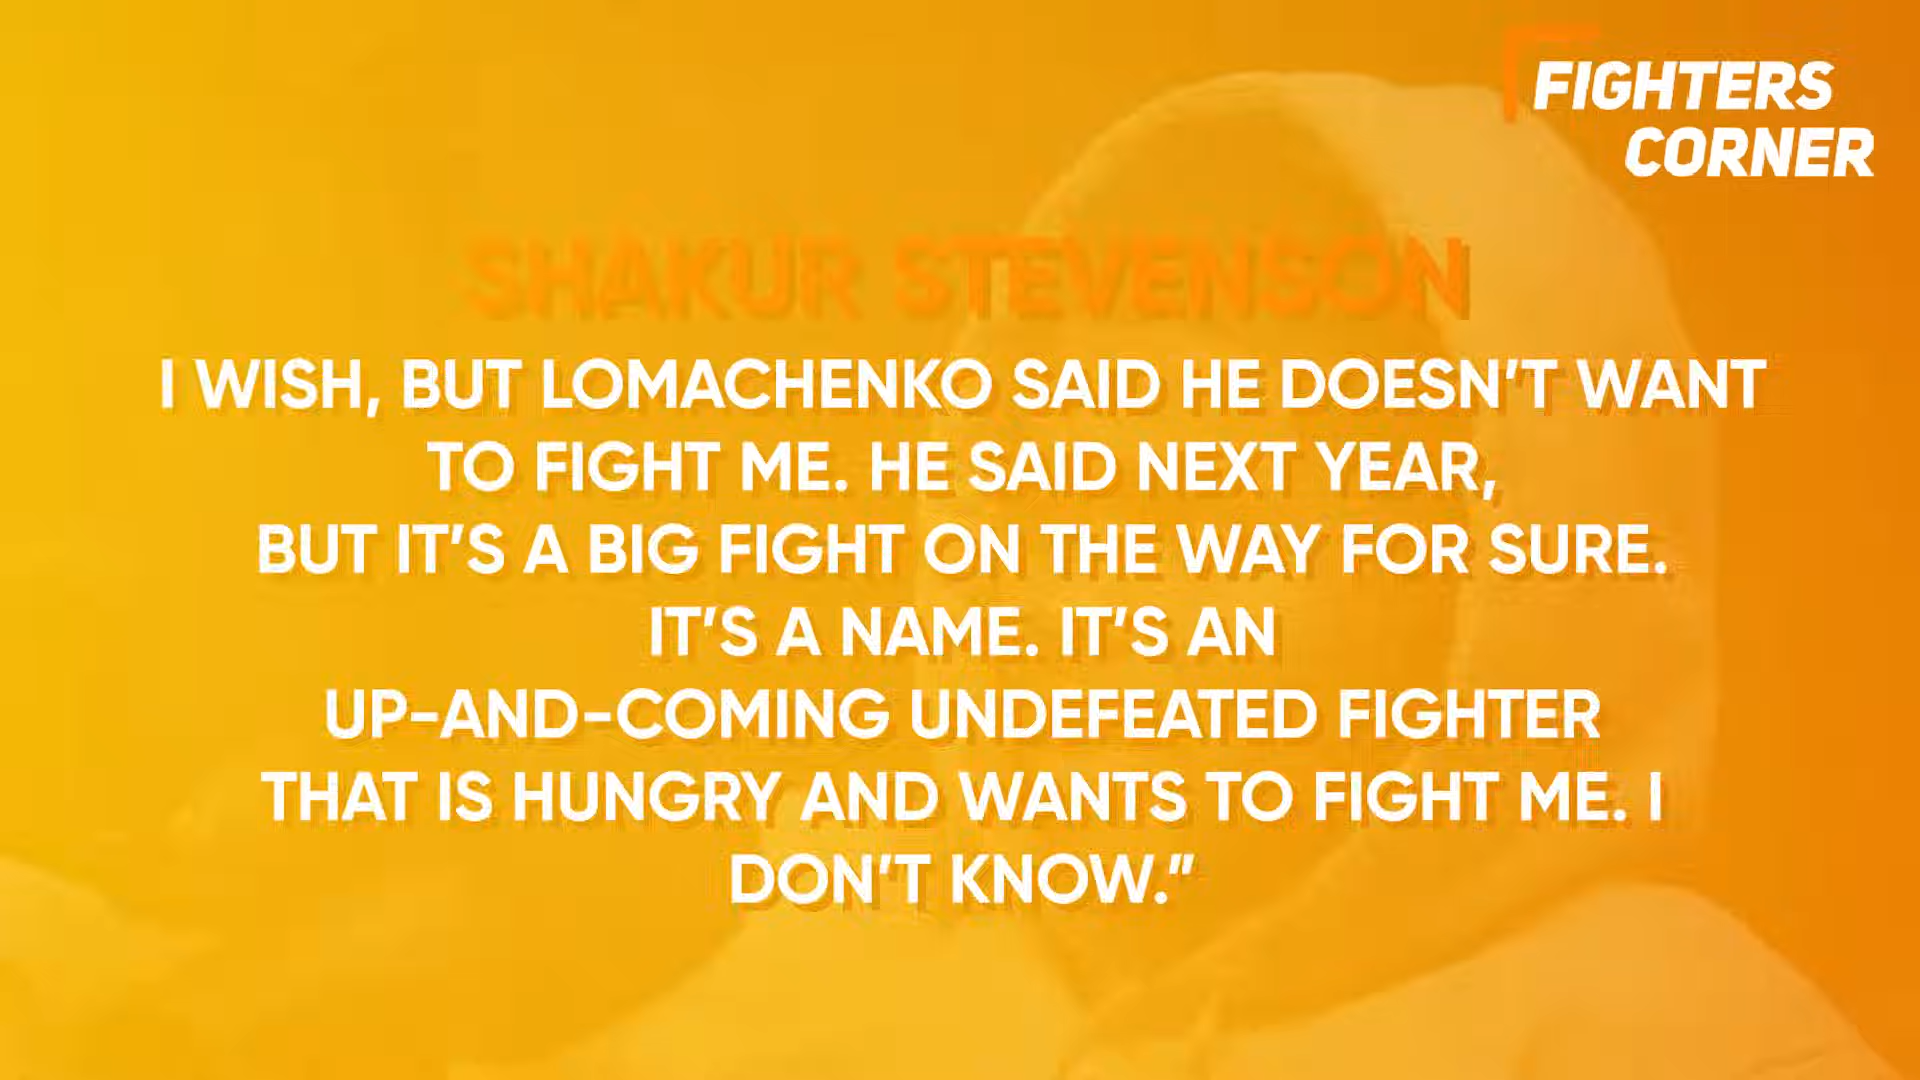 FIGHTERS
CORNER
SHAKUR STEVENSON
I WISH, BUT LOMACHENKO SAID HE DOESN’T WANT
TO FIGHT ME. HE SAID NEXT YEAR,
BUT IT’S A BIG FIGHT ON THE WAY FOR SURE.
IT’S A NAME. IT’S AN
UP-AND-COMING UNDEFEATED FIGHTER
THAT IS HUNGRY AND WANTS TO FIGHT ME. I
DON’T KNOW.”